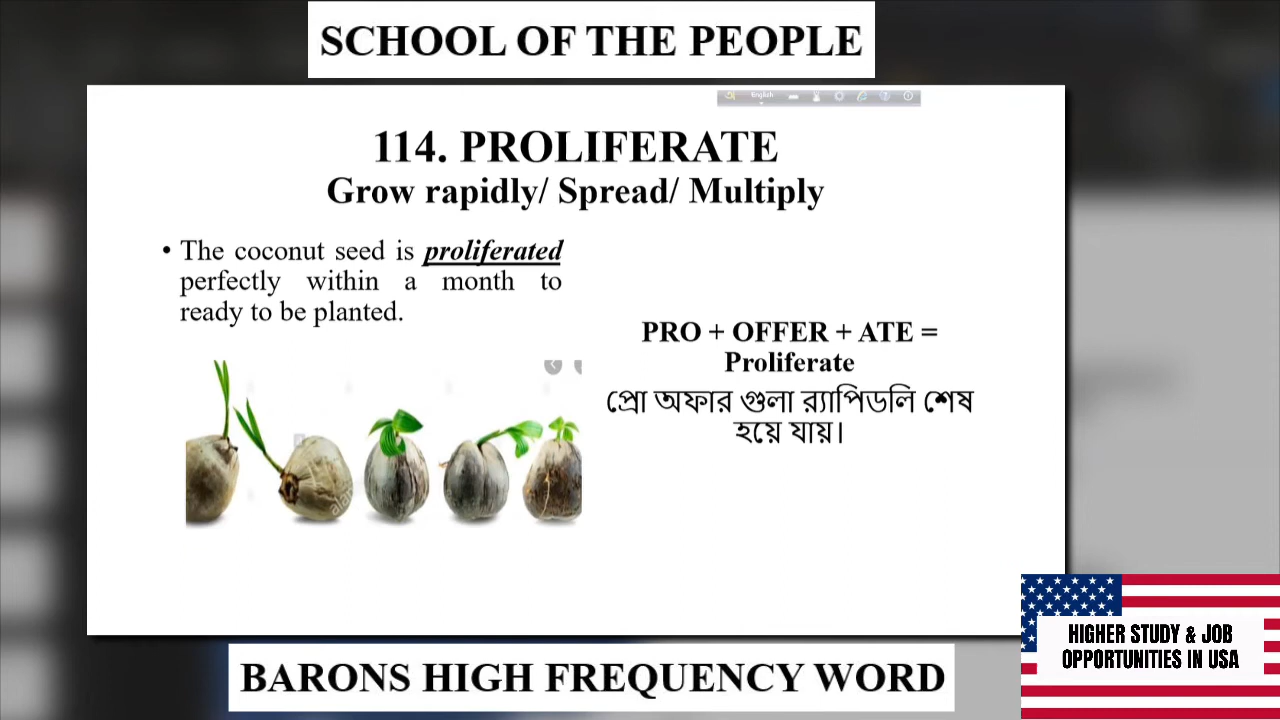 SCHOOL OF THE PEOPLE
English
114. PROLIFERATE
Grow rapidly/ Spread/ Multiply
• The coconut seed is proliferated
perfectly within a month to
ready to be planted.
PRO + OFFER + ATE =
Proliferate
প্রো অফার গুলা র‍্যাপিডলি শেষ
হয়ে যায়।
HIGHER STUDY & JOB
OPPORTUNITIES IN USA
BARONS HIGH FREQUENCY WORD